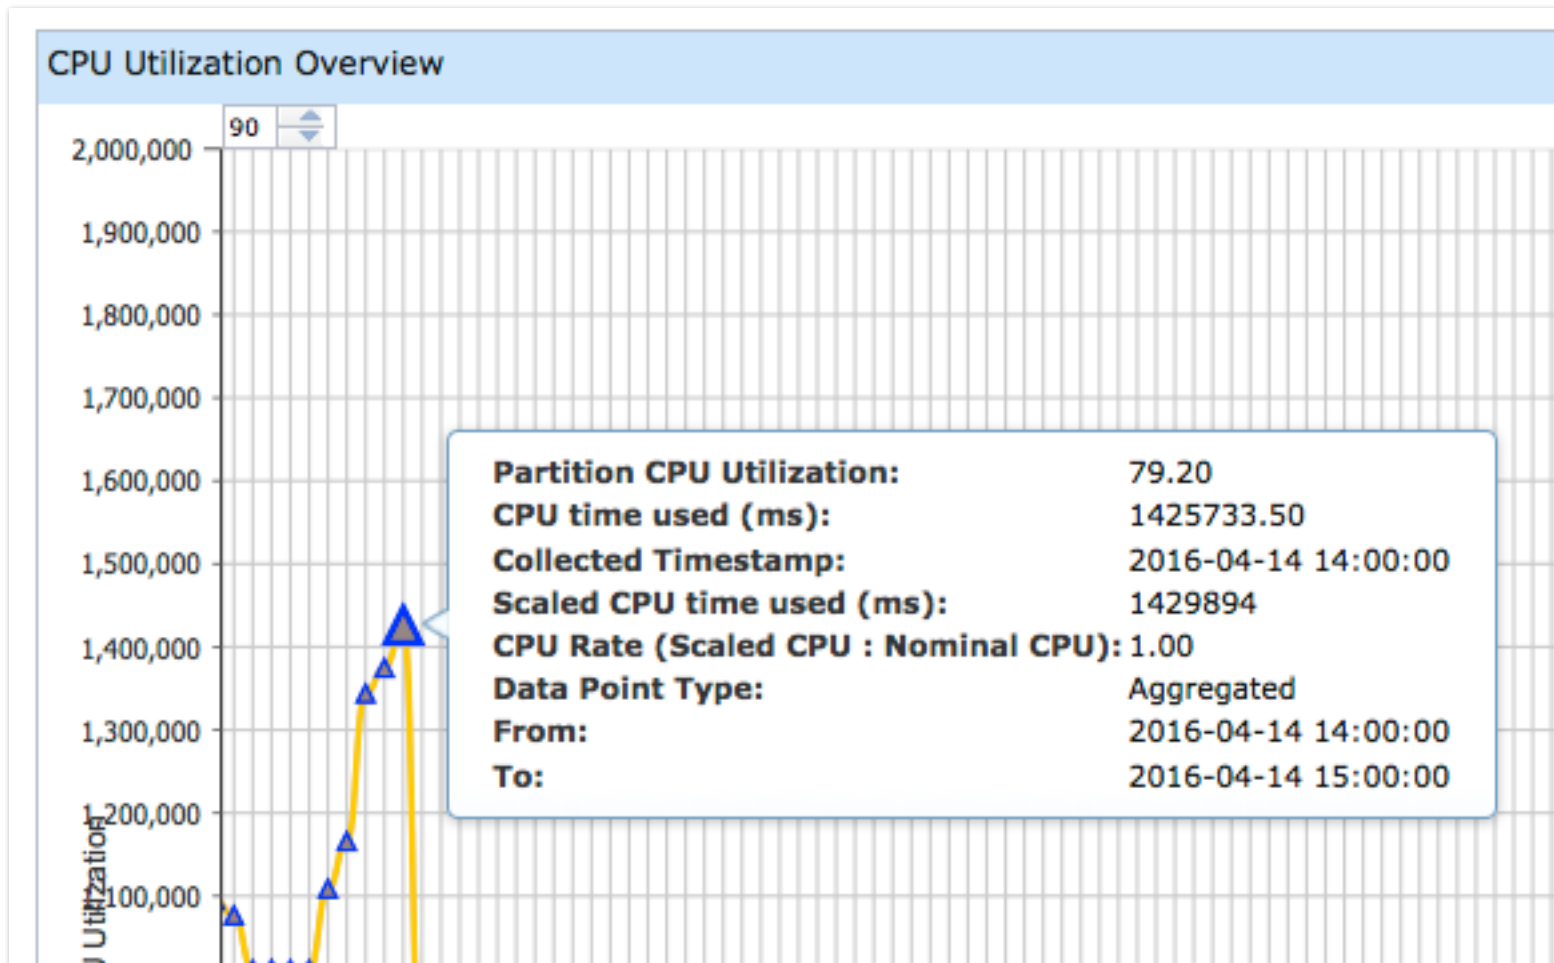 CPU Utilization Overview
90
2,000,000
1,900,000
1,800,000
1,700,000
1,600,000
1,500,000
1,400,000
1,300,000
1,200,000
1,100,000
Utilization
Partition CPU Utilization: 79.20
CPU time used (ms): 1425733.50
Collected Timestamp: 2016-04-14 14:00:00
Scaled CPU time used (ms): 1429894
CPU Rate (Scaled CPU : Nominal CPU): 1.00
Data Point Type: Aggregated
From: 2016-04-14 14:00:00
To: 2016-04-14 15:00:00